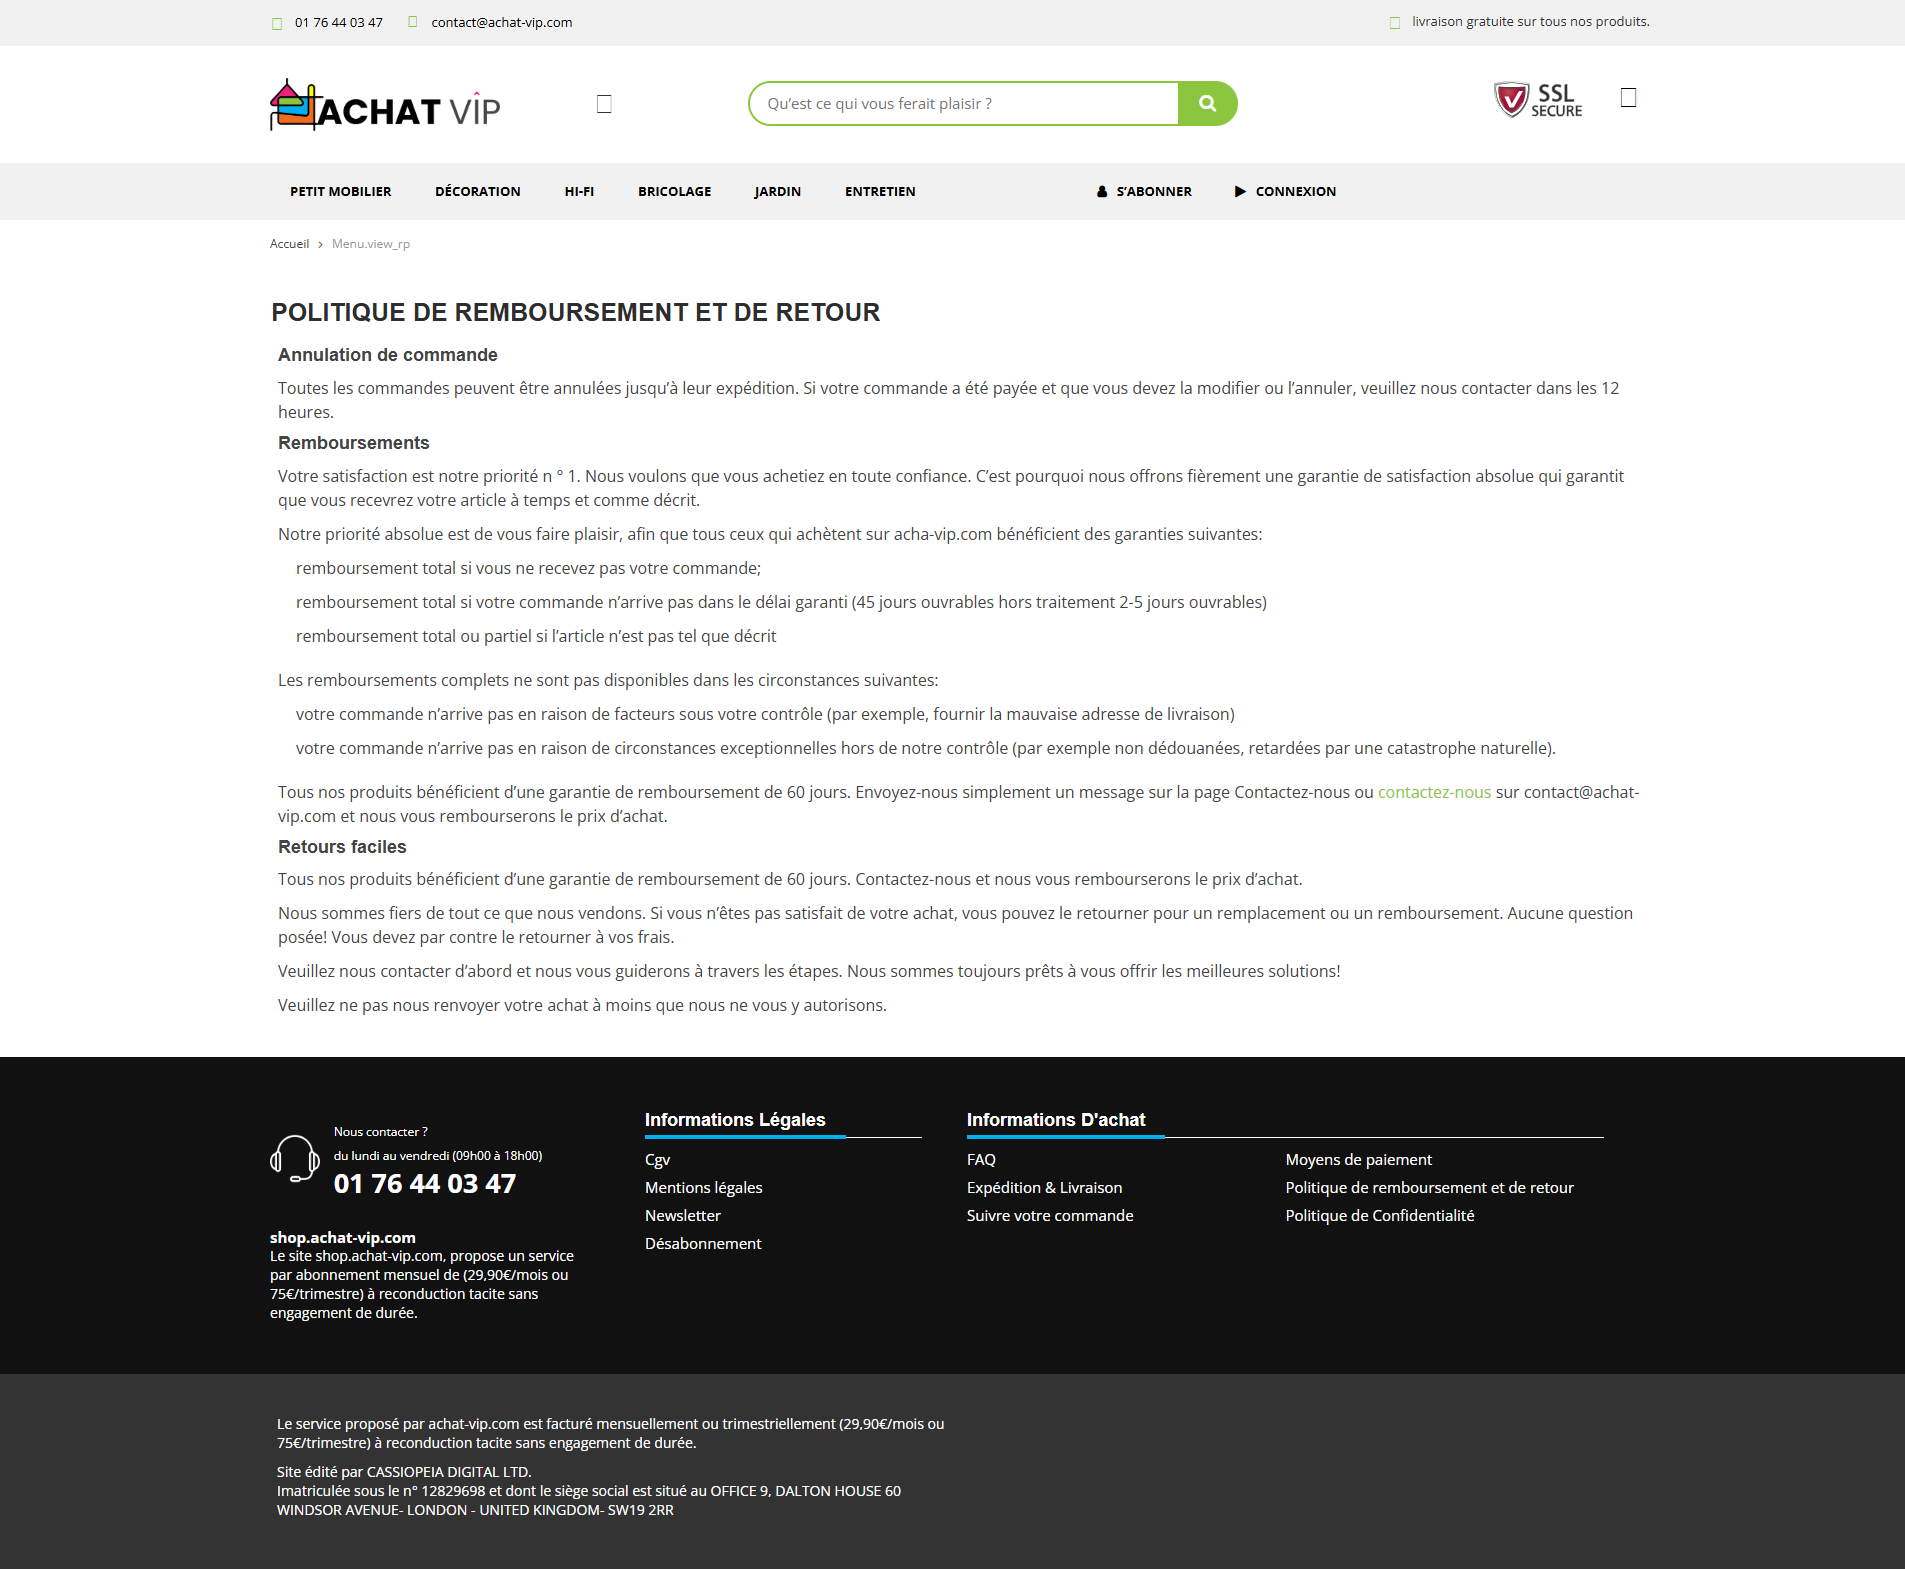 01 76 44 03 47
contact@achat-vip.com
livraison gratuite sur tous nos produits.
ACHAT VIP
Qu’est ce qui vous ferait plaisir ?
SSL
SECURE
PETIT MOBILIER
DÉCORATION
HI-FI
BRICOLAGE
JARDIN
ENTRETIEN
S’ABONNER
CONNEXION
Accueil
Menu.view_rp
POLITIQUE DE REMBOURSEMENT ET DE RETOUR
Annulation de commande
Toutes les commandes peuvent être annulées jusqu’à leur expédition. Si votre commande a été payée et que vous devez la modifier ou l’annuler, veuillez nous contacter dans les 12
heures.
Remboursements
Votre satisfaction est notre priorité n ° 1. Nous voulons que vous achetiez en toute confiance. C’est pourquoi nous offrons fièrement une garantie de satisfaction absolue qui garantit
que vous recevrez votre article à temps et comme décrit.
Notre priorité absolue est de vous faire plaisir, afin que tous ceux qui achètent sur acha-vip.com bénéficient des garanties suivantes:
remboursement total si vous ne recevez pas votre commande;
remboursement total si votre commande n’arrive pas dans le délai garanti (45 jours ouvrables hors traitement 2-5 jours ouvrables)
remboursement total ou partiel si l’article n’est pas tel que décrit
Les remboursements complets ne sont pas disponibles dans les circonstances suivantes:
votre commande n’arrive pas en raison de facteurs sous votre contrôle (par exemple, fournir la mauvaise adresse de livraison)
votre commande n’arrive pas en raison de circonstances exceptionnelles hors de notre contrôle (par exemple non dédouanées, retardées par une catastrophe naturelle).
Tous nos produits bénéficient d’une garantie de remboursement de 60 jours. Envoyez-nous simplement un message sur la page Contactez-nous ou contactez-nous sur contact@achat-
vip.com et nous vous rembourserons le prix d’achat.
Retours faciles
Tous nos produits bénéficient d’une garantie de remboursement de 60 jours. Contactez-nous et nous vous rembourserons le prix d’achat.
Nous sommes fiers de tout ce que nous vendons. Si vous n’êtes pas satisfait de votre achat, vous pouvez le retourner pour un remplacement ou un remboursement. Aucune question
posée! Vous devez par contre le retourner à vos frais.
Veuillez nous contacter d’abord et nous vous guiderons à travers les étapes. Nous sommes toujours prêts à vous offrir les meilleures solutions!
Veuillez ne pas nous renvoyer votre achat à moins que nous ne vous y autorisons.
Nous contacter ?
du lundi au vendredi (09h00 à 18h00)
01 76 44 03 47
shop.achat-vip.com
Le site shop.achat-vip.com, propose un service
par abonnement mensuel de (29,90€/mois ou
75€/trimestre) à reconduction tacite sans
engagement de durée.
Informations Légales
Cgv
Mentions légales
Newsletter
Désabonnement
Informations D'achat
FAQ
Expédition & Livraison
Suivre votre commande
Moyens de paiement
Politique de remboursement et de retour
Politique de Confidentialité
Le service proposé par achat-vip.com est facturé mensuellement ou trimestriellement (29,90€/mois ou
75€/trimestre) à reconduction tacite sans engagement de durée.
Site édité par CASSIOPEIA DIGITAL LTD.
Imatriculée sous le n° 12829698 et dont le siège social est situé au OFFICE 9, DALTON HOUSE 60
WINDSOR AVENUE- LONDON - UNITED KINGDOM- SW19 2RR